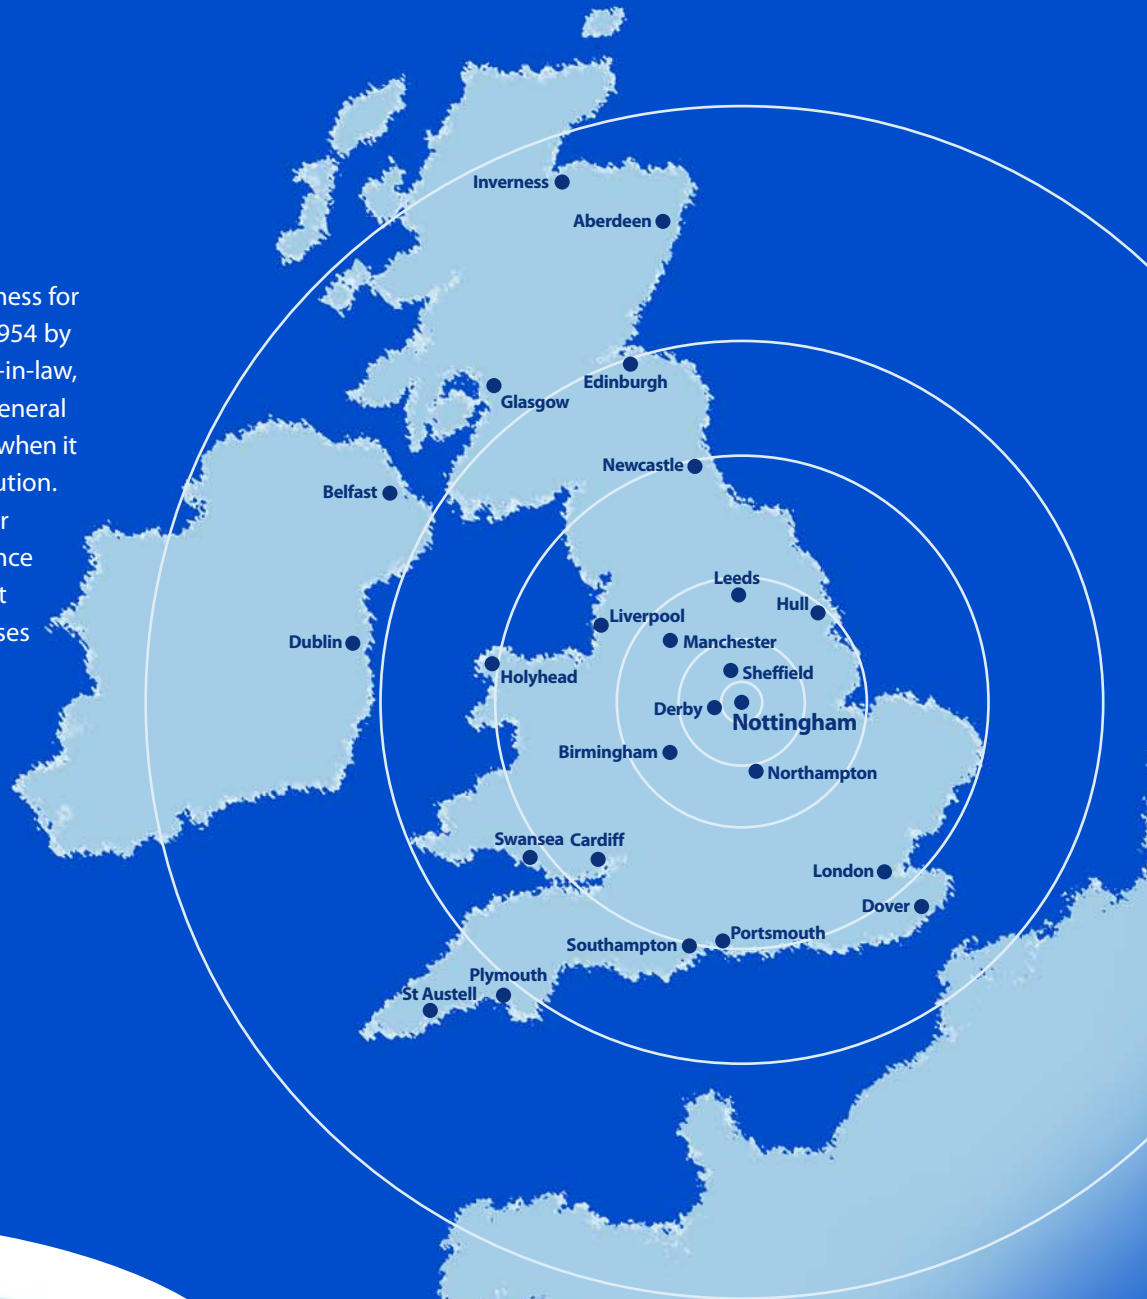 ness for
954 by
-in-law,
eneral
when it
ution.
r
nce
t
ses
Inverness
Aberdeen
Edinburgh
Glasgow
Newcastle
Belfast
Leeds
Hull
Liverpool
Manchester
Dublin
Sheffield
Holyhead
Derby
Nottingham
Birmingham
Northampton
Swansea Cardiff
London
Dover
Portsmouth
Southampton
Plymouth
St Austell